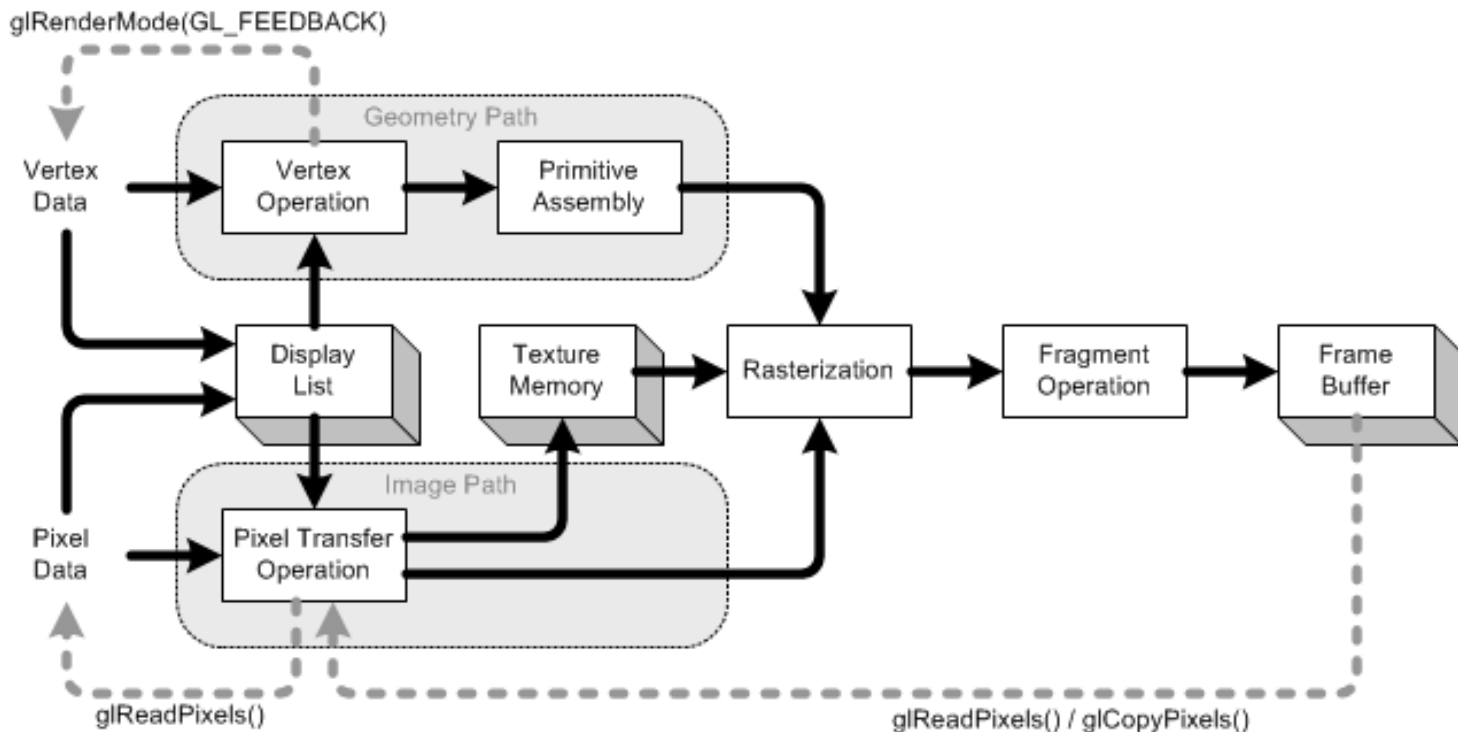 glRenderMode(GL_FEEDBACK)
Geometry Path
Vertex
Data
Vertex
Operation
Primitive
Assembly
Display
List
Texture
Memory
Rasterization
Fragment
Operation
Frame
Buffer
Image Path
Pixel
Data
Pixel Transfer
Operation
glReadPixels()
glReadPixels() / glCopyPixels()